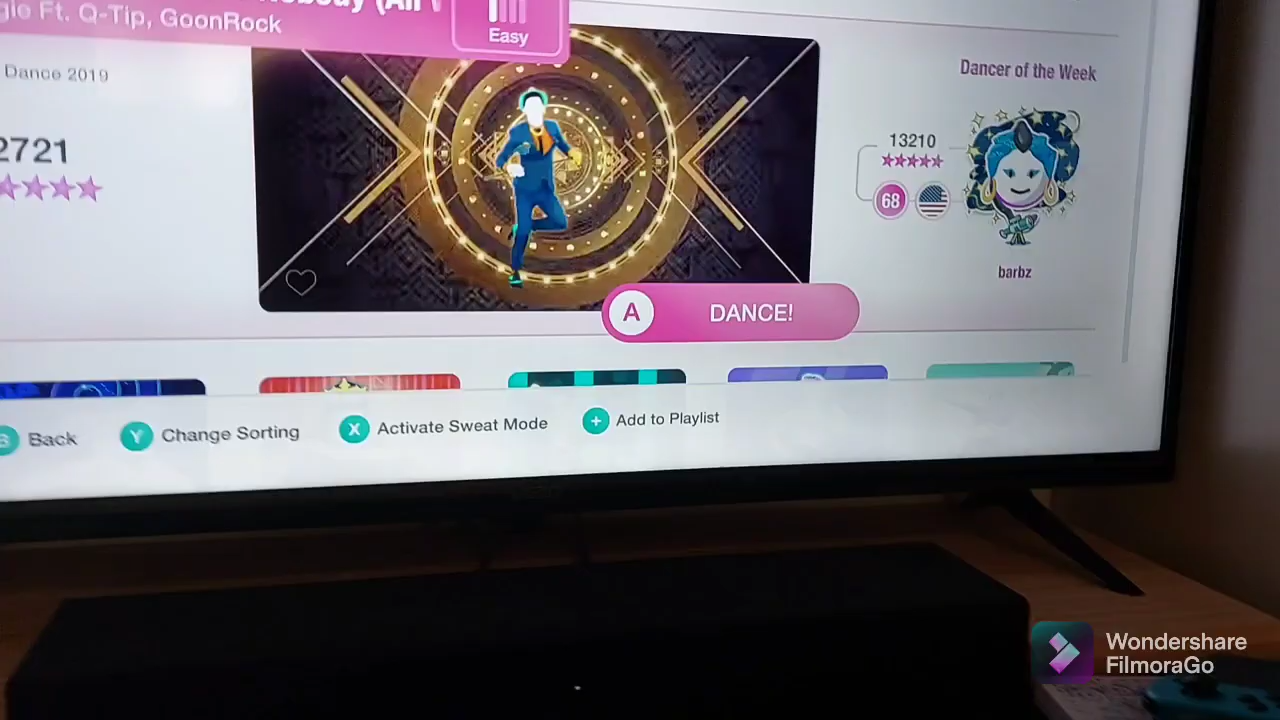 (All
gle Ft. Q-Tip, GoonRock
Easy
Dance 2019
2721
Dancer of the Week
13210
68
barbz
A DANCE!
B Back
Y Change Sorting
X Activate Sweat Mode
+ Add to Playlist
Wondershare
FilmoraGo